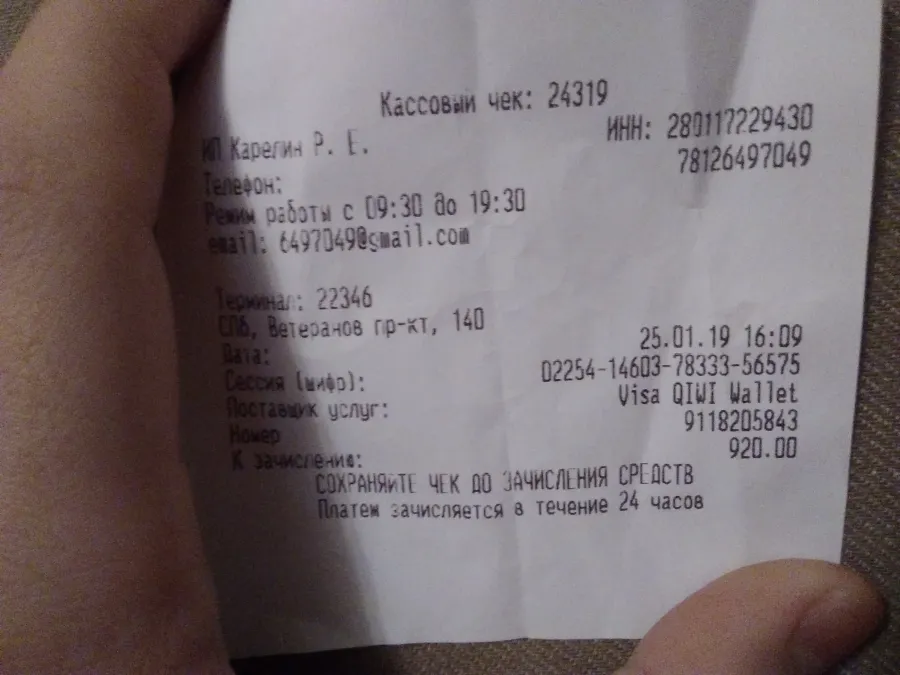 Кассовый чек: 24319
ИП Карелин Р. Е.
ИНН: 280117229430
Телефон: 78126497049
Режим работы с 09:30 до 19:30
email: 6497049@gmail.com
Терминал: 22346
СПб, Ветеранов пр-кт, 140
Дата: 25.01.19 16:09
Сессия (шифр): 02254-14603-78333-56575
Поставщик услуг: Visa QIWI Wallet
Номер 9118205843
К зачислению: 920.00
СОХРАНЯЙТЕ ЧЕК ДО ЗАЧИСЛЕНИЯ СРЕДСТВ
Платеж зачисляется в течение 24 часов